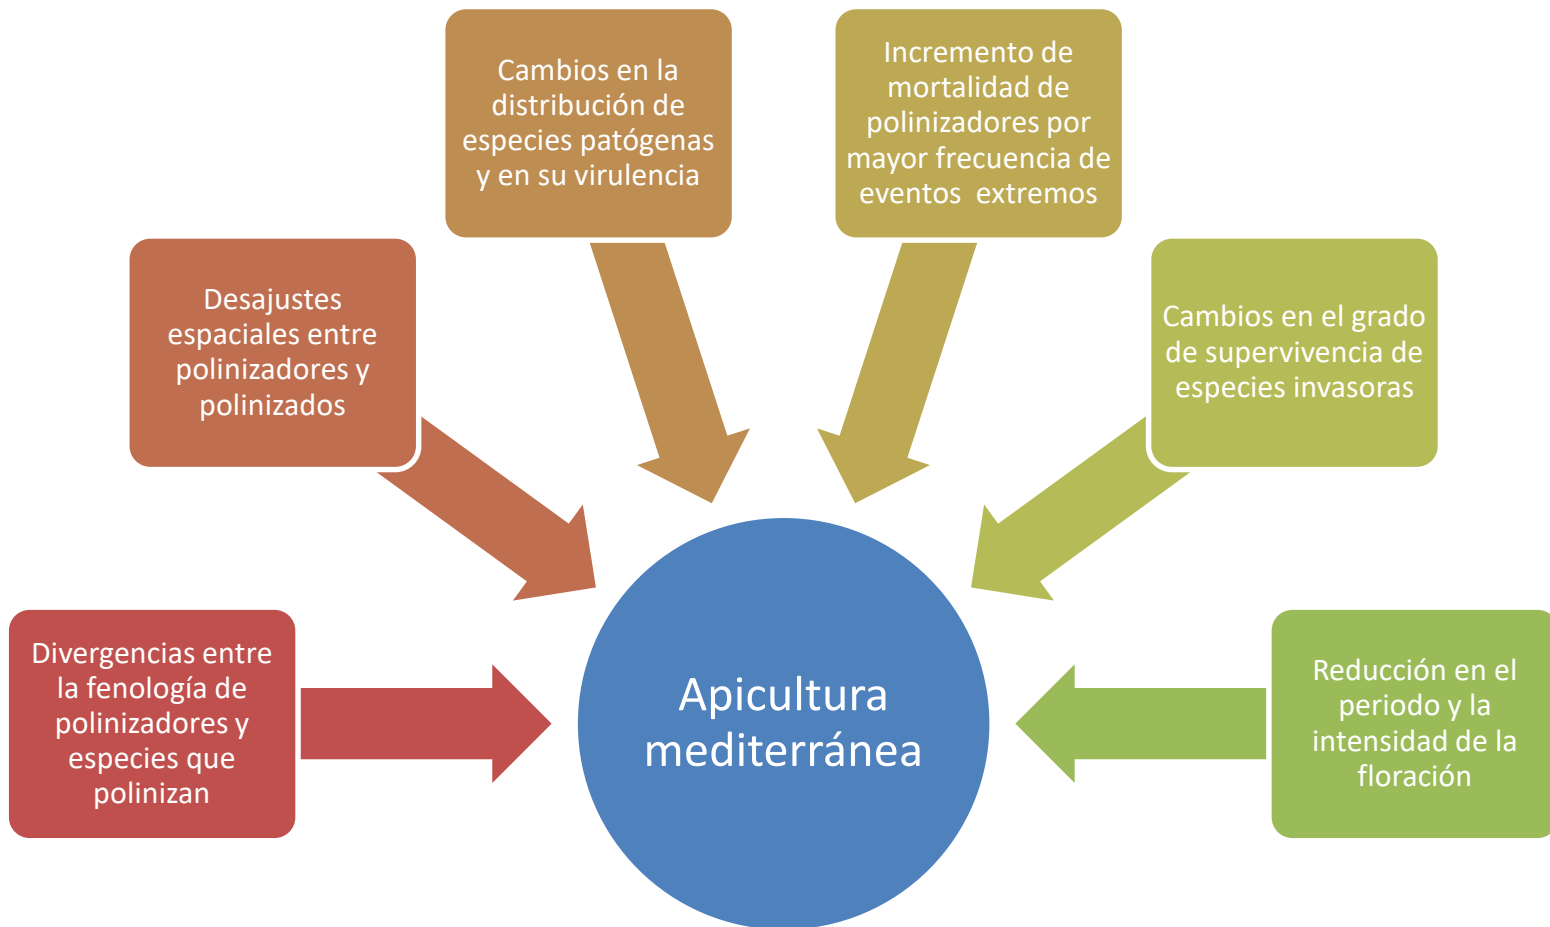 Cambios en la
distribución de
especies patógenas
y en su virulencia
Incremento de
mortalidad de
polinizadores por
mayor frecuencia de
eventos extremos
Desajustes
espaciales entre
polinizadores y
polinizados
Cambios en el grado
de supervivencia de
especies invasoras
Divergencias entre
la fenología de
polinizadores y
especies que
polinizan
Apicultura
mediterránea
Reducción en el
periodo y la
intensidad de la
floración